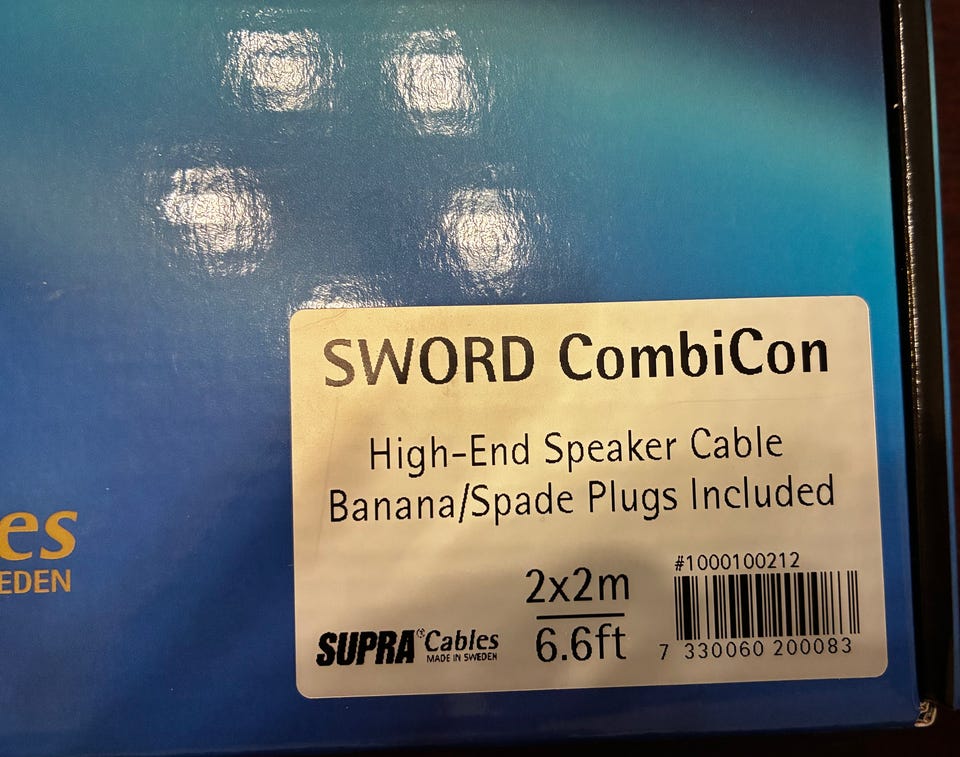 SWORD CombiCon
High-End Speaker Cable
Banana/Spade Plugs Included
es
EDEN
#1000100212
2x2m
6.6ft
SUPRA® Cables
MADE IN SWEDEN
7 330060 200083